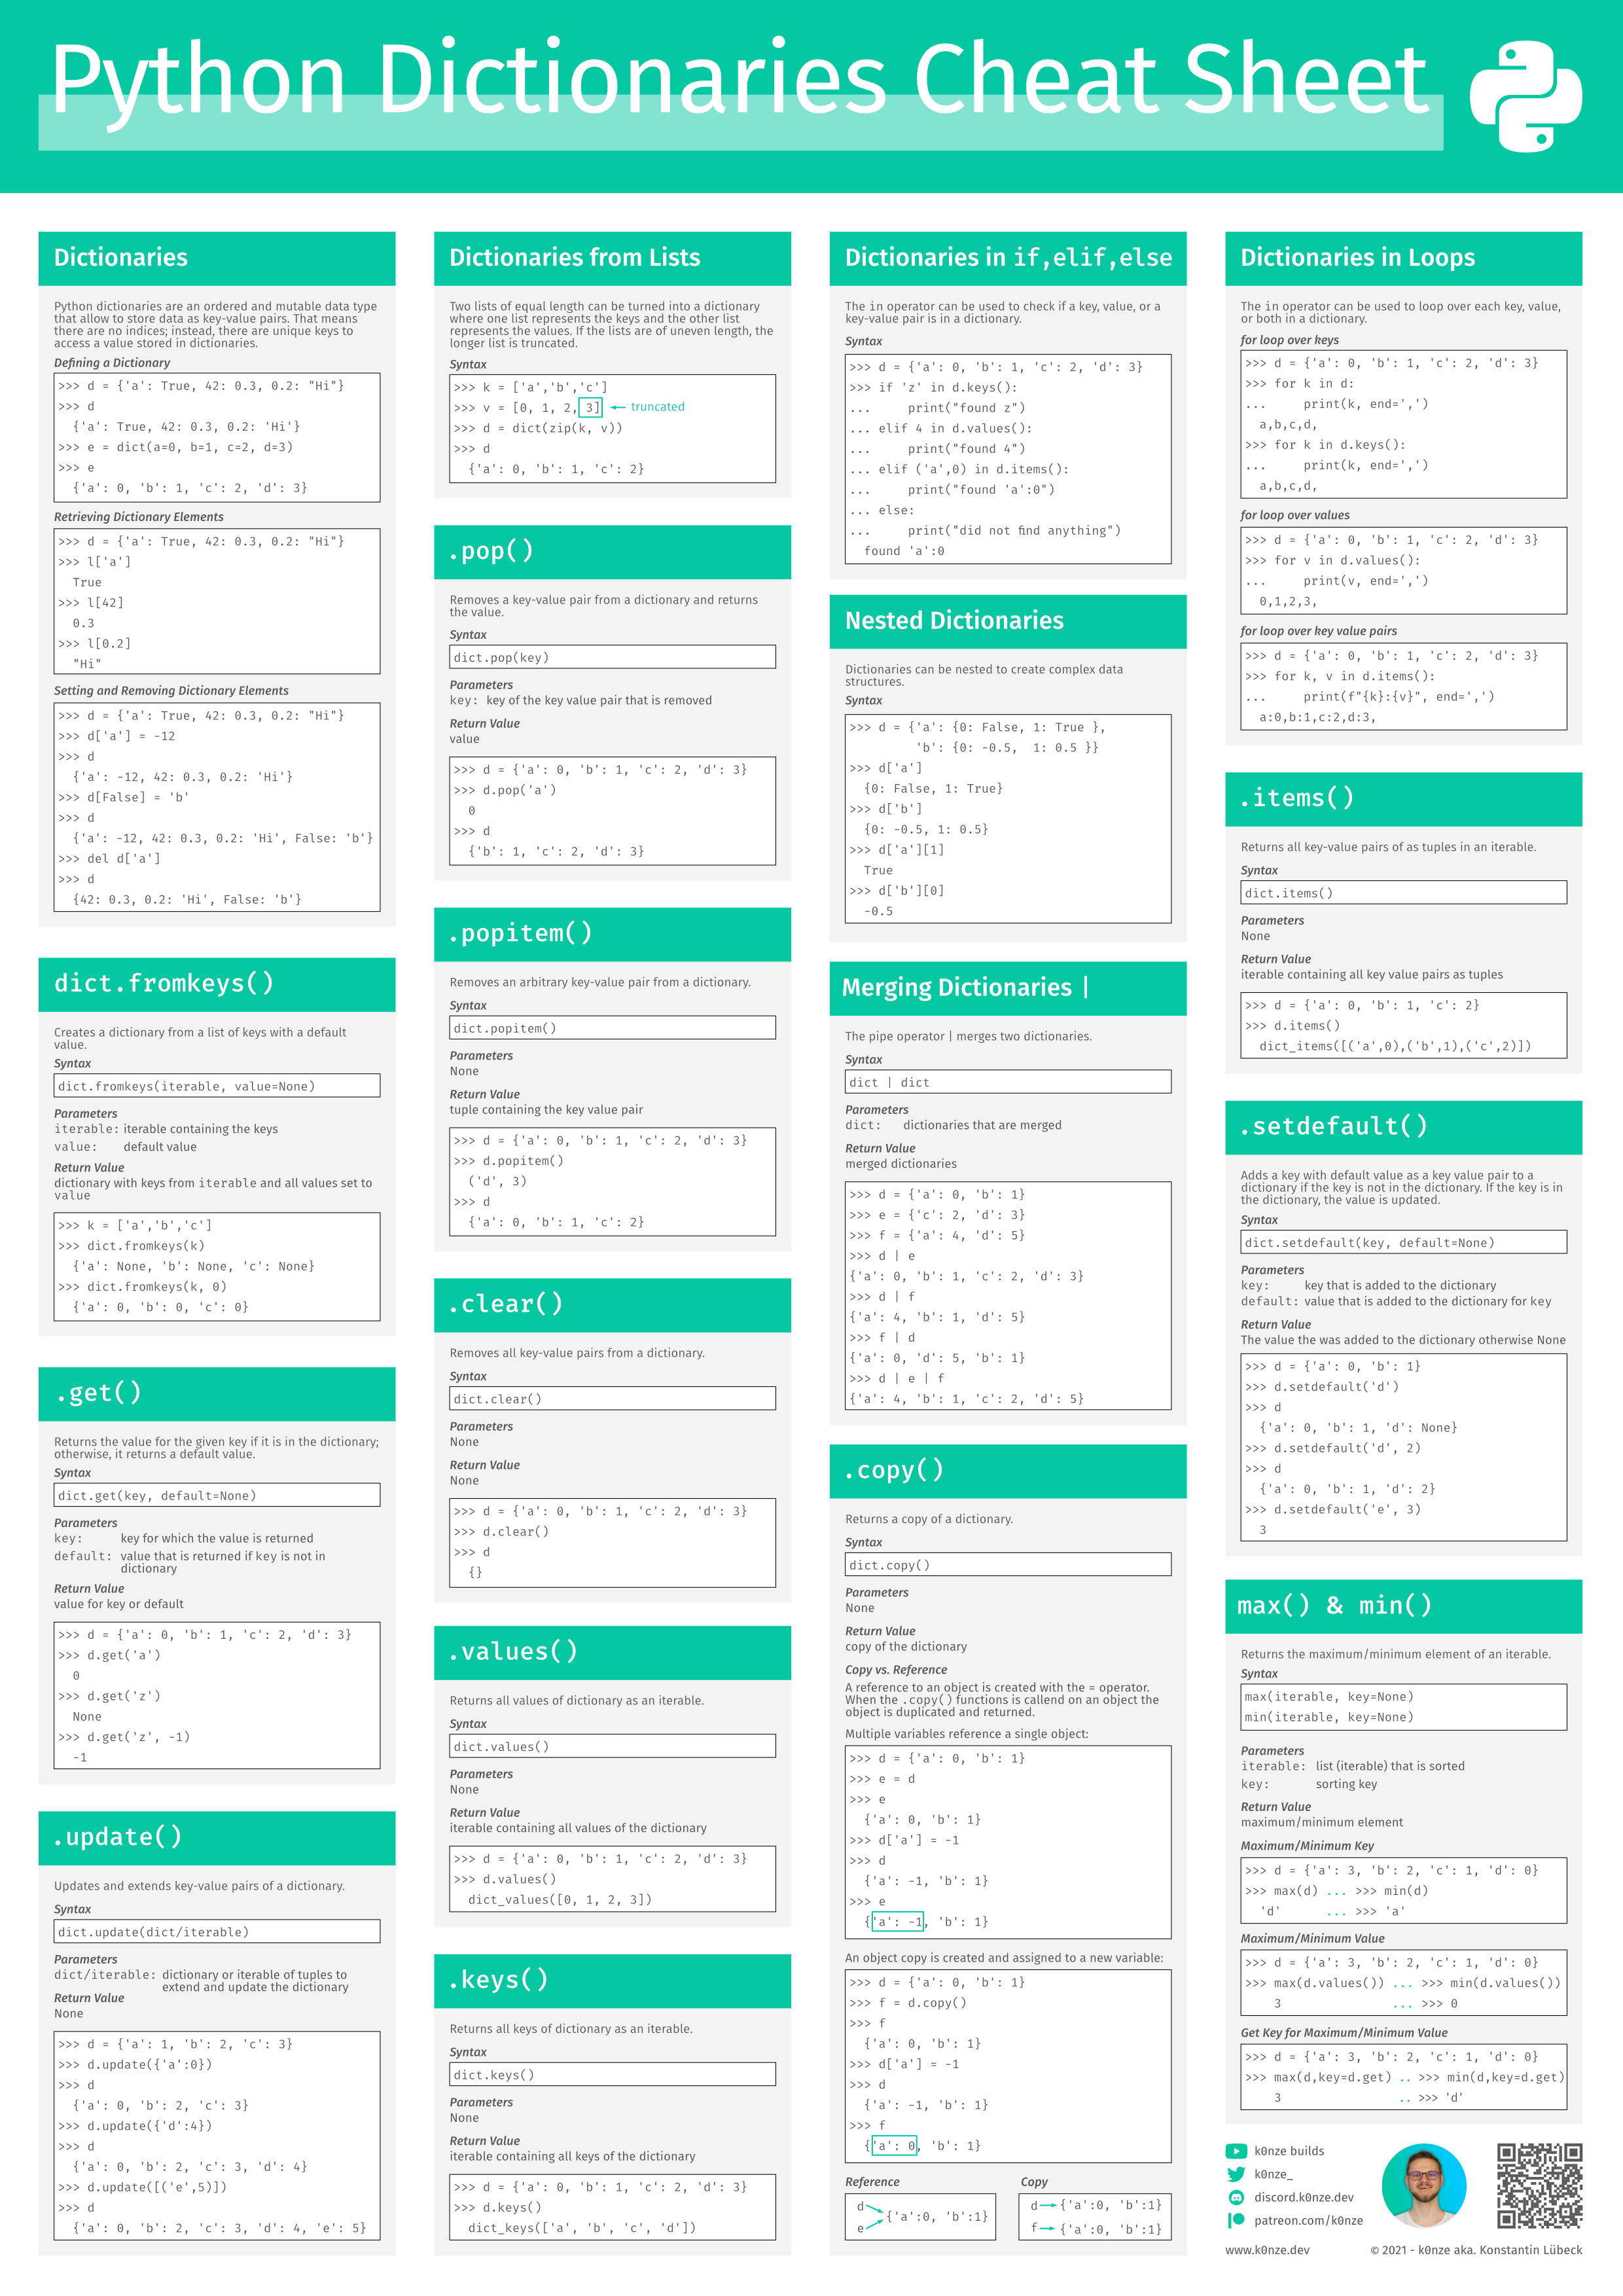 Python Dictionaries Cheat Sheet
Dictionaries
Python dictionaries are an ordered and mutable data type
that allow to store data as key-value pairs. That means
there are no indices; instead, there are unique keys to
access a value stored in dictionaries.
Defining a Dictionary
>>> d = {'a': True, 42: 0.3, 0.2: "Hi"}
>>> d
{'a': True, 42: 0.3, 0.2: 'Hi'}
>>> e = dict(a=0, b=1, c=2, d=3)
>>> e
{'a': 0, 'b': 1, 'c': 2, 'd': 3}
Retrieving Dictionary Elements
>>> d = {'a': True, 42: 0.3, 0.2: "Hi"}
>>> l['a']
True
>>> l[42]
0.3
>>> l[0.2]
"Hi"
Setting and Removing Dictionary Elements
>>> d = {'a': True, 42: 0.3, 0.2: "Hi"}
>>> d['a'] = -12
>>> d
{'a': -12, 42: 0.3, 0.2: 'Hi'}
>>> d[False] = 'b'
>>> d
{'a': -12, 42: 0.3, 0.2: 'Hi', False: 'b'}
>>> del d['a']
>>> d
{42: 0.3, 0.2: 'Hi', False: 'b'}
dict.fromkeys()
Creates a dictionary from a list of keys with a default
value.
Syntax
dict.fromkeys(iterable, value=None)
Parameters
iterable: iterable containing the keys
value: default value
Return Value
dictionary with keys from iterable and all values set to
value
>>> k = ['a','b','c']
>>> dict.fromkeys(k)
{'a': None, 'b': None, 'c': None}
>>> dict.fromkeys(k, 0)
{'a': 0, 'b': 0, 'c': 0}
.get()
Returns the value for the given key if it is in the dictionary;
otherwise, it returns a default value.
Syntax
dict.get(key, default=None)
Parameters
key: key for which the value is returned
default: value that is returned if key is not in
dictionary
Return Value
value for key or default
>>> d = {'a': 0, 'b': 1, 'c': 2, 'd': 3}
>>> d.get('a')
0
>>> d.get('z')
None
>>> d.get('z', -1)
-1
.update()
Updates and extends key-value pairs of a dictionary.
Syntax
dict.update(dict/iterable)
Parameters
dict/iterable: dictionary or iterable of tuples to
extend and update the dictionary
Return Value
None
>>> d = {'a': 1, 'b': 2, 'c': 3}
>>> d.update({'a':0})
>>> d
{'a': 0, 'b': 2, 'c': 3}
>>> d.update({'d':4})
>>> d
{'a': 0, 'b': 2, 'c': 3, 'd': 4}
>>> d.update([('e',5)])
>>> d
{'a': 0, 'b': 2, 'c': 3, 'd': 4, 'e': 5}
Dictionaries from Lists
Two lists of equal length can be turned into a dictionary
where one list represents the keys and the other list
represents the values. If the lists are of uneven length, the
longer list is truncated.
Syntax
>>> k = ['a','b','c']
>>> v = [0, 1, 2, 3] truncated
>>> d = dict(zip(k, v))
>>> d
{'a': 0, 'b': 1, 'c': 2}
.pop()
Removes a key-value pair from a dictionary and returns
the value.
Syntax
dict.pop(key)
Parameters
key: key of the key value pair that is removed
Return Value
value
>>> d = {'a': 0, 'b': 1, 'c': 2, 'd': 3}
>>> d.pop('a')
0
>>> d
{'b': 1, 'c': 2, 'd': 3}
.popitem()
Removes an arbitrary key-value pair from a dictionary.
Syntax
dict.popitem()
Parameters
None
Return Value
tuple containing the key value pair
>>> d = {'a': 0, 'b': 1, 'c': 2, 'd': 3}
>>> d.popitem()
('d', 3)
>>> d
{'a': 0, 'b': 1, 'c': 2}
.clear()
Removes all key-value pairs from a dictionary.
Syntax
dict.clear()
Parameters
None
Return Value
None
>>> d = {'a': 0, 'b': 1, 'c': 2, 'd': 3}
>>> d.clear()
>>> d
{}
.values()
Returns all values of dictionary as an iterable.
Syntax
dict.values()
Parameters
None
Return Value
iterable containing all values of the dictionary
>>> d = {'a': 0, 'b': 1, 'c': 2, 'd': 3}
>>> d.values()
dict_values([0, 1, 2, 3])
.keys()
Returns all keys of dictionary as an iterable.
Syntax
dict.keys()
Parameters
None
Return Value
iterable containing all keys of the dictionary
>>> d = {'a': 0, 'b': 1, 'c': 2, 'd': 3}
>>> d.keys()
dict_keys(['a', 'b', 'c', 'd'])
Dictionaries in if,elif,else
The in operator can be used to check if a key, value, or a
key-value pair is in a dictionary.
Syntax
>>> d = {'a': 0, 'b': 1, 'c': 2, 'd': 3}
>>> if 'z' in d.keys():
... print("found z")
... elif 4 in d.values():
... print("found 4")
... elif ('a',0) in d.items():
... print("found 'a':0")
... else:
... print("did not find anything")
found 'a':0
Nested Dictionaries
Dictionaries can be nested to create complex data
structures.
Syntax
>>> d = {'a': {0: False, 1: True },
'b': {0: -0.5, 1: 0.5 }}
>>> d['a']
{0: False, 1: True}
>>> d['b']
{0: -0.5, 1: 0.5}
>>> d['a'][1]
True
>>> d['b'][0]
-0.5
Merging Dictionaries |
The pipe operator | merges two dictionaries.
Syntax
dict | dict
Parameters
dict: dictionaries that are merged
Return Value
merged dictionaries
>>> d = {'a': 0, 'b': 1}
>>> e = {'c': 2, 'd': 3}
>>> f = {'a': 4, 'd': 5}
>>> d | e
{'a': 0, 'b': 1, 'c': 2, 'd': 3}
>>> d | f
{'a': 4, 'b': 1, 'd': 5}
>>> f | d
{'a': 0, 'd': 5, 'b': 1}
>>> d | e | f
{'a': 4, 'b': 1, 'c': 2, 'd': 5}
.copy()
Returns a copy of a dictionary.
Syntax
dict.copy()
Parameters
None
Return Value
copy of the dictionary
Copy vs. Reference
A reference to an object is created with the = operator.
When the .copy() functions is callend on an object the
object is duplicated and returned.
Multiple variables reference a single object:
>>> d = {'a': 0, 'b': 1}
>>> e = d
>>> e
{'a': 0, 'b': 1}
>>> d['a'] = -1
>>> d
{'a': -1, 'b': 1}
>>> e
{'a': -1, 'b': 1}
An object copy is created and assigned to a new variable:
>>> d = {'a': 0, 'b': 1}
>>> f = d.copy()
>>> f
{'a': 0, 'b': 1}
>>> d['a'] = -1
>>> d
{'a': -1, 'b': 1}
>>> f
{'a': 0, 'b': 1}
Reference
d
e
{'a':0, 'b':1}
Copy
d {'a':0, 'b':1}
f {'a':0, 'b':1}
Dictionaries in Loops
The in operator can be used to loop over each key, value,
or both in a dictionary.
for loop over keys
>>> d = {'a': 0, 'b': 1, 'c': 2, 'd': 3}
>>> for k in d:
... print(k, end=',')
a,b,c,d,
>>> for k in d.keys():
... print(k, end=',')
a,b,c,d,
for loop over values
>>> d = {'a': 0, 'b': 1, 'c': 2, 'd': 3}
>>> for v in d.values():
... print(v, end=',')
0,1,2,3,
for loop over key value pairs
>>> d = {'a': 0, 'b': 1, 'c': 2, 'd': 3}
>>> for k, v in d.items():
... print(f"{k}:{v}", end=',')
a:0,b:1,c:2,d:3,
.items()
Returns all key-value pairs of as tuples in an iterable.
Syntax
dict.items()
Parameters
None
Return Value
iterable containing all key value pairs as tuples
>>> d = {'a': 0, 'b': 1, 'c': 2}
>>> d.items()
dict_items([('a',0),('b',1),('c',2)])
.setdefault()
Adds a key with default value as a key value pair to a
dictionary if the key is not in the dictionary. If the key is in
the dictionary, the value is updated.
Syntax
dict.setdefault(key, default=None)
Parameters
key: key that is added to the dictionary
default: value that is added to the dictionary for key
Return Value
The value the was added to the dictionary otherwise None
>>> d = {'a': 0, 'b': 1}
>>> d.setdefault('d')
>>> d
{'a': 0, 'b': 1, 'd': None}
>>> d.setdefault('d', 2)
>>> d
{'a': 0, 'b': 1, 'd': 2}
>>> d.setdefault('e', 3)
3
max() & min()
Returns the maximum/minimum element of an iterable.
Syntax
max(iterable, key=None)
min(iterable, key=None)
Parameters
iterable: list (iterable) that is sorted
key: sorting key
Return Value
maximum/minimum element
Maximum/Minimum Key
>>> d = {'a': 3, 'b': 2, 'c': 1, 'd': 0}
>>> max(d) ... >>> min(d)
'd' ... >>> 'a'
Maximum/Minimum Value
>>> d = {'a': 3, 'b': 2, 'c': 1, 'd': 0}
>>> max(d.values()) ... >>> min(d.values())
3 ... >>> 0
Get Key for Maximum/Minimum Value
>>> d = {'a': 3, 'b': 2, 'c': 1, 'd': 0}
>>> max(d,key=d.get) .. >>> min(d,key=d.get)
3 .. >>> 'd'
k0nze builds
k0nze_
discord.k0nze.dev
patreon.com/k0nze
www.k0nze.dev
© 2021 - k0nze aka. Konstantin Lübeck